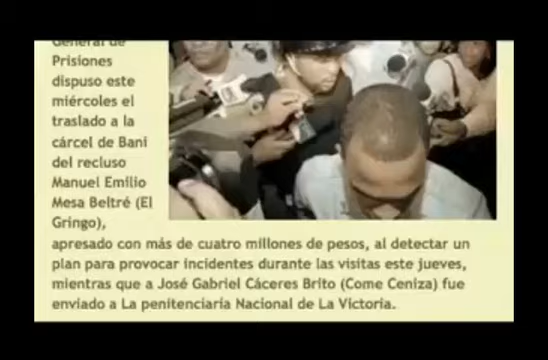 General de
Prisiones
dispuso este
miércoles el
traslado a la
cárcel de Bani
del recluso
Manuel Emilio
Mesa Beltré (El
Gringo),
apresado con más de cuatro millones de pesos, al detectar un
plan para provocar incidentes durante las visitas este jueves,
mientras que a José Gabriel Cáceres Brito (Come Ceniza) fue
enviado a La penitenciaría Nacional de La Victoria.